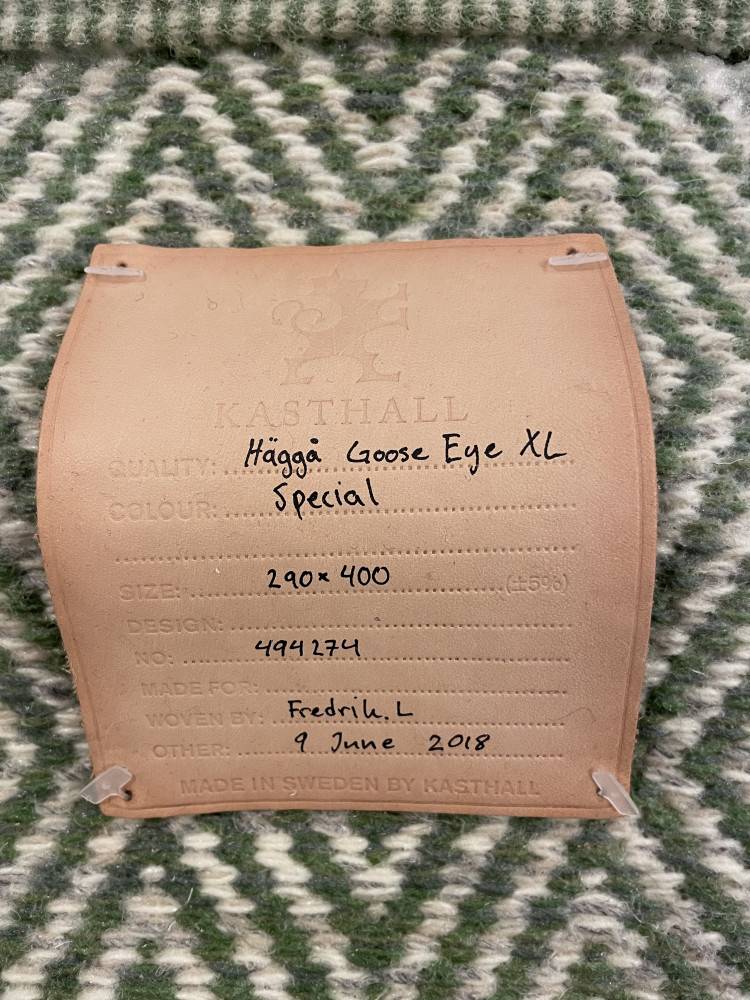 KASTHALL
QUALITY: Häggå Goose Eye XL
COLOUR: Special
SIZE: 290×400 (±5%)
DESIGN:
NO: 494274
MADE FOR:
WOVEN BY: Fredrik.L
OTHER: 9 June 2018
MADE IN SWEDEN BY KASTHALL